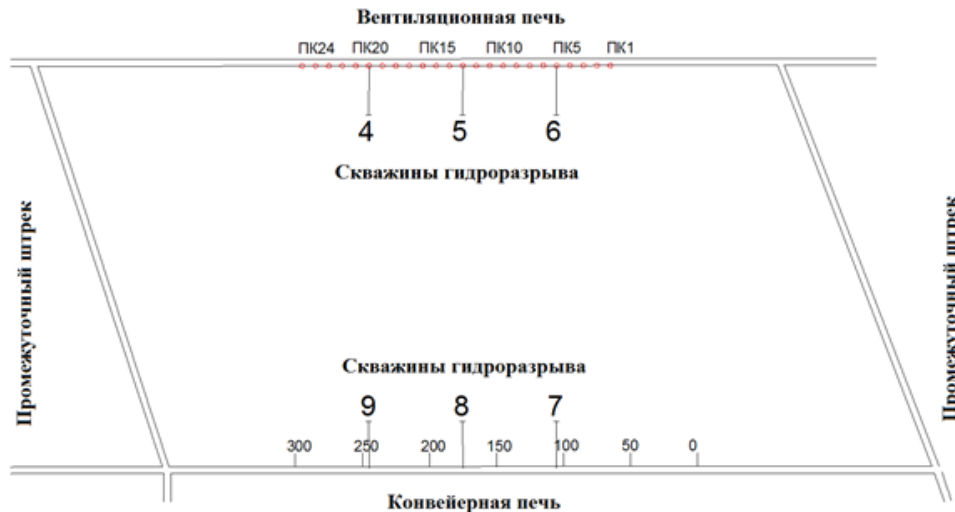 Вентиляционная печь
ПК24 ПК20 ПК15 ПК10 ПК5 ПК1
4 5 6
Скважины гидроразрыва
Промежуточный штрек
Промежуточный штрек
Скважины гидроразрыва
9 8 7
300 250 200 150 100 50 0
Конвейерная печь